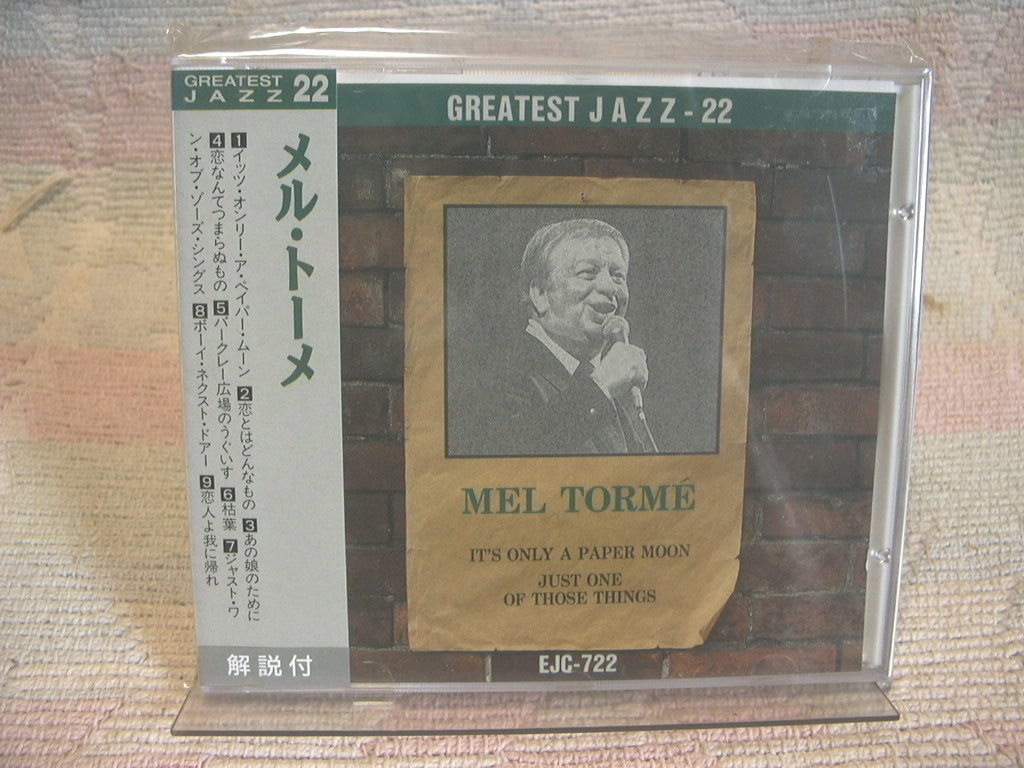 GREATEST
JAZZ 22
メル・トーメ
1イッツ・オンリー・ア・ペイパー・ムーン 2恋とはどんなもの 3あの娘のために
4恋なんてつまらぬもの 5バークレー広場のうぐいす 6枯葉 7ジャスト・ワ
ン・オブ・ゾーズ・シングス 8ボーイ・ネクスト・ドアー 9恋人よ我に帰れ
解説付
GREATEST JAZZ - 22
MEL TORMÉ
IT'S ONLY A PAPER MOON
JUST ONE
OF THOSE THINGS
EJC-722